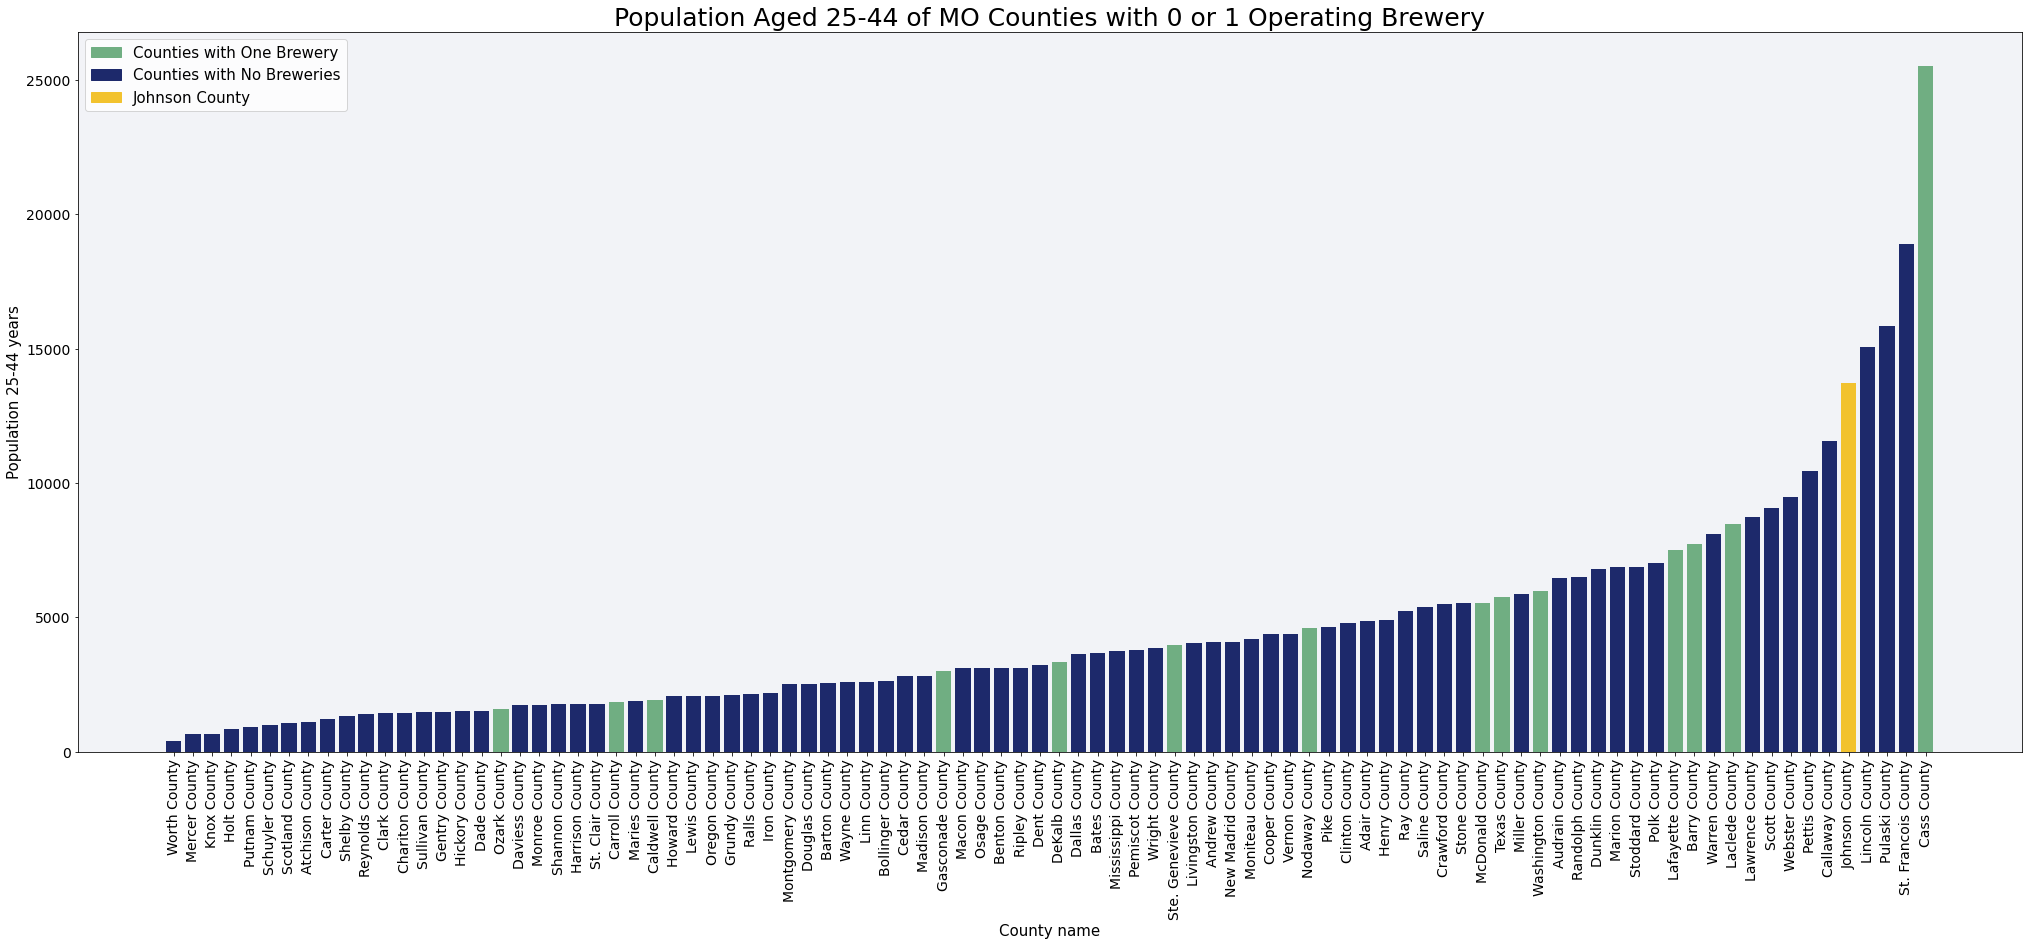 Population Aged 25-44 of MO Counties with 0 or 1 Operating Brewery
Counties with One Brewery
Counties with No Breweries
Johnson County
25000
20000
15000
10000
5000
0
Population 25-44 years
Worth County
Mercer County
Knox County
Holt County
Putnam County
Schuyler County
Scotland County
Atchison County
Carter County
Shelby County
Reynolds County
Clark County
Chariton County
Sullivan County
Gentry County
Hickory County
Dade County
Ozark County
Daviess County
Monroe County
Shannon County
Harrison County
St. Clair County
Carroll County
Maries County
Caldwell County
Howard County
Lewis County
Oregon County
Grundy County
Ralls County
Iron County
Montgomery County
Douglas County
Barton County
Wayne County
Linn County
Bollinger County
Cedar County
Madison County
Gasconade County
Macon County
Osage County
Benton County
Ripley County
Dent County
DeKalb County
Dallas County
Bates County
Mississippi County
Pemiscot County
Wright County
Ste. Genevieve County
Livingston County
Andrew County
New Madrid County
Moniteau County
Cooper County
Vernon County
Nodaway County
Pike County
Clinton County
Adair County
Henry County
Ray County
Saline County
Crawford County
Stone County
McDonald County
Texas County
Miller County
Washington County
Audrain County
Randolph County
Dunklin County
Marion County
Stoddard County
Polk County
Lafayette County
Barry County
Warren County
Laclede County
Lawrence County
Scott County
Webster County
Pettis County
Callaway County
Johnson County
Lincoln County
Pulaski County
St. Francois County
Cass County
County name